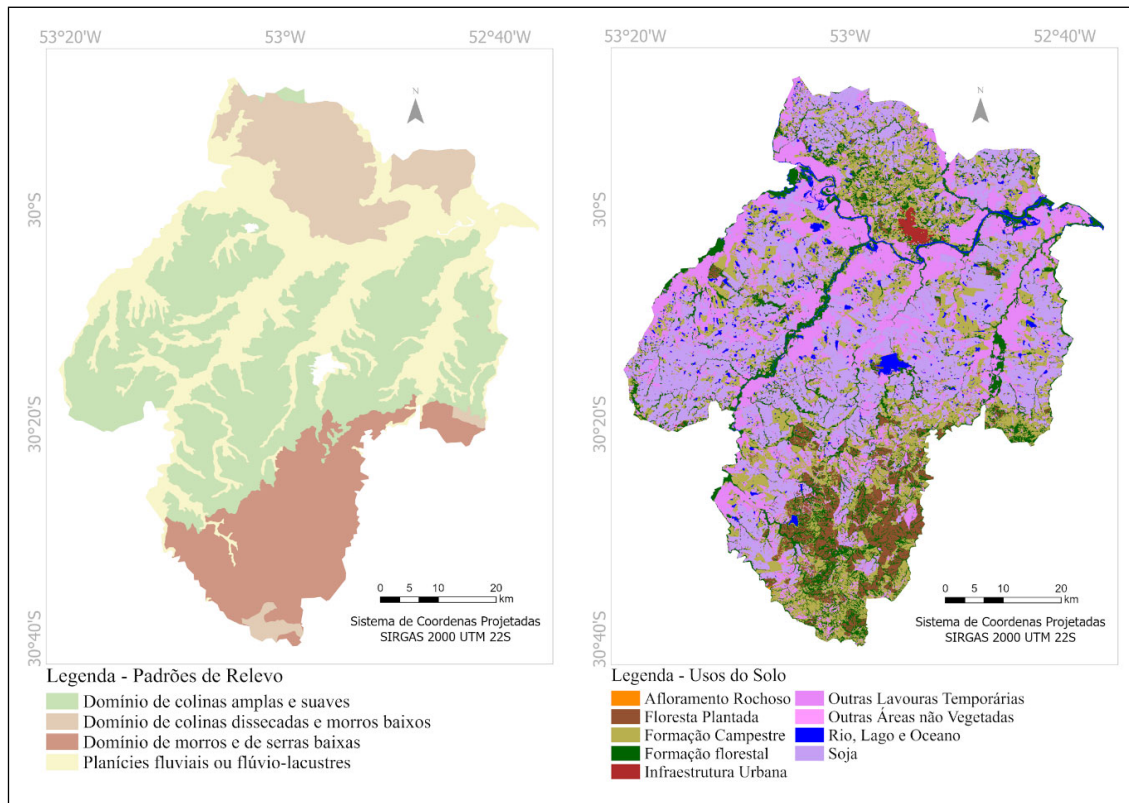 53°20'W 53°W 52°40'W
53°W 52°40'W
N
N
30°S
30°S
30°20'S
30°20'S
30°40'S
30°40'S
0 10 20
km
Sistema de Coordenas Projetadas
SIRGAS 2000 UTM 22S
0 10 20
km
Sistema de Coordenas Projetadas
SIRGAS 2000 UTM 22S
Legenda - Padrões de Relevo
Domínio de colinas amplas e suaves
Domínio de colinas dissecadas e morros baixos
Domínio de morros e de serras baixas
Planícies fluviais ou flúvio-lacustres
Legenda - Usos do Solo
Afloramento Rochoso
Floresta Plantada
Formação Campestre
Formação florestal
Infraestrutura Urbana
Outras Lavouras Temporárias
Outras Áreas não Vegetadas
Rio, Lago e Oceano
Soja